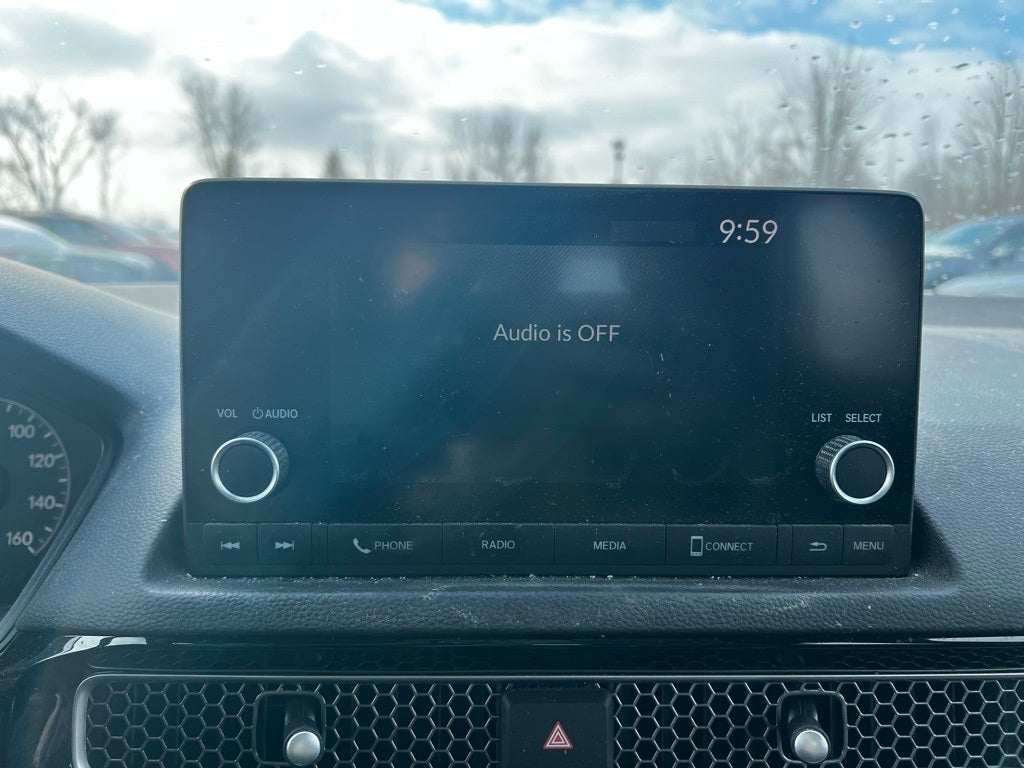 9:59
Audio is OFF
VOL AUDIO
LIST SELECT
100
120
140
160
PHONE RADIO MEDIA CONNECT MENU